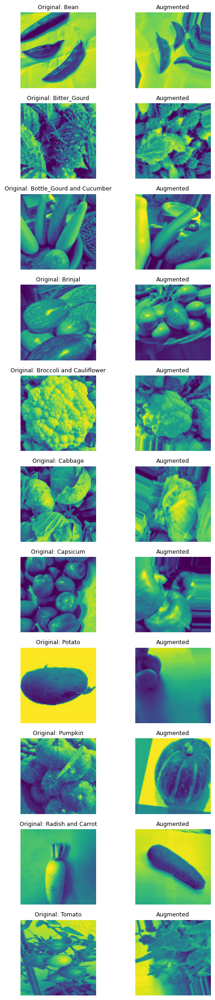 Original: Bean
Augmented
Original: Bitter_Gourd
Augmented
Original: Bottle_Gourd and Cucumber
Augmented
Original: Brinjal
Augmented
Original: Broccoli and Cauliflower
Augmented
Original: Cabbage
Augmented
Original: Capsicum
Augmented
Original: Potato
Augmented
Original: Pumpkin
Augmented
Original: Radish and Carrot
Augmented
Original: Tomato
Augmented